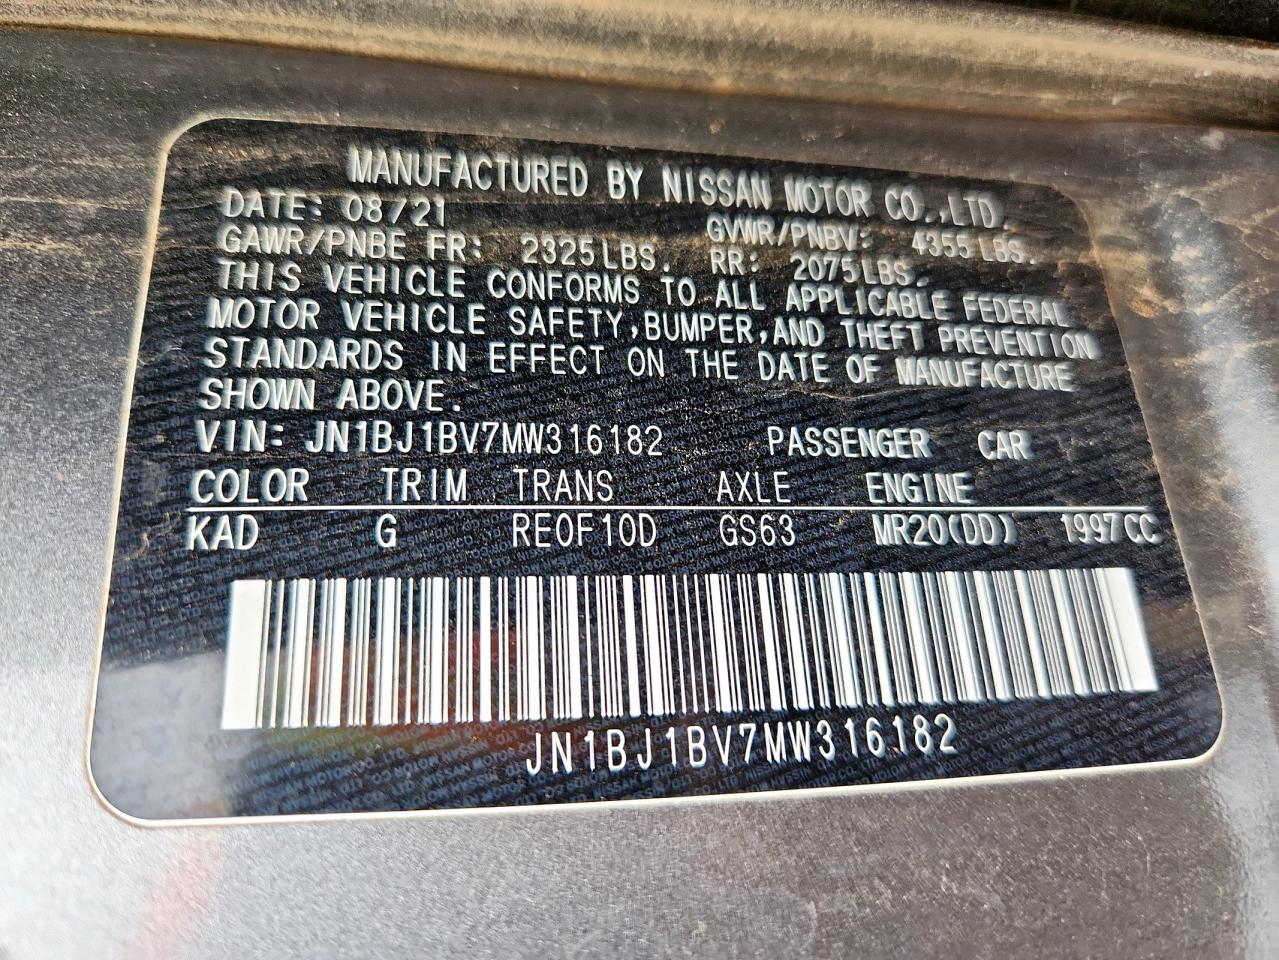 MANUFACTURED BY NISSAN MOTOR CO.,LTD.
DATE: 08/21 GVWR/PNBV: 4355 LBS.
GAWR/PNBE FR: 2325 LBS. RR: 2075 LBS.
THIS VEHICLE CONFORMS TO ALL APPLICABLE FEDERAL
MOTOR VEHICLE SAFETY,BUMPER,AND THEFT PREVENTION
STANDARDS IN EFFECT ON THE DATE OF MANUFACTURE
SHOWN ABOVE.
VIN: JN1BJ1BV7MW316182 PASSENGER CAR
COLOR TRIM TRANS AXLE ENGINE
KAD G RE0F10D GS63 MR20(DD) 1997CC
JN1BJ1BV7MW316182